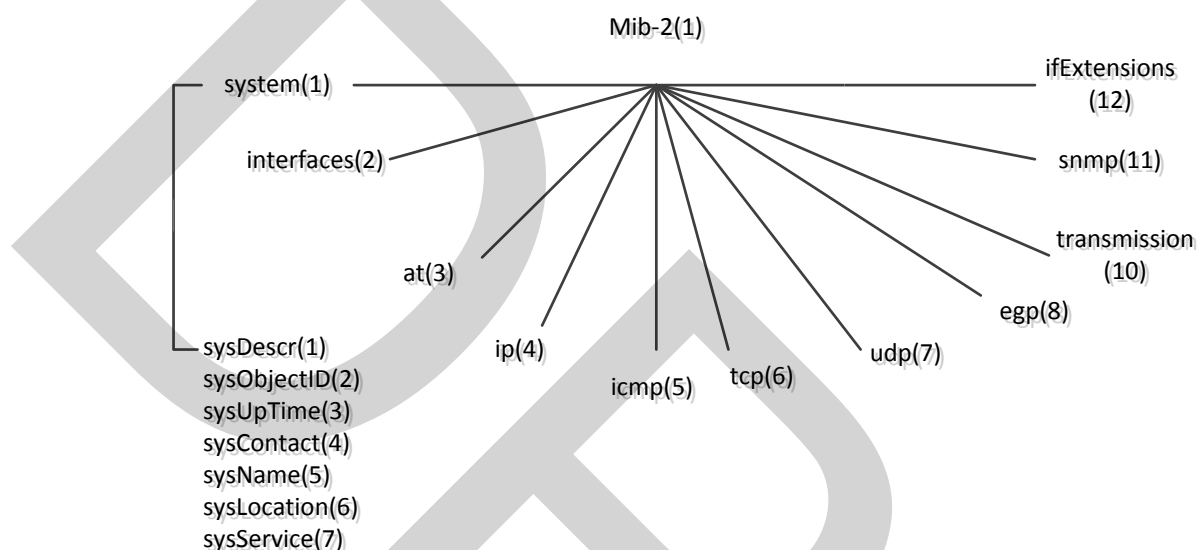 Mib-2(1)
system(1)
ifExtensions
(12)
interfaces(2)
snmp(11)
transmission
(10)
at(3)
egp(8)
ip(4)
udp(7)
icmp(5)
tcp(6)
sysDescr(1)
sysObjectID(2)
sysUpTime(3)
sysContact(4)
sysName(5)
sysLocation(6)
sysService(7)